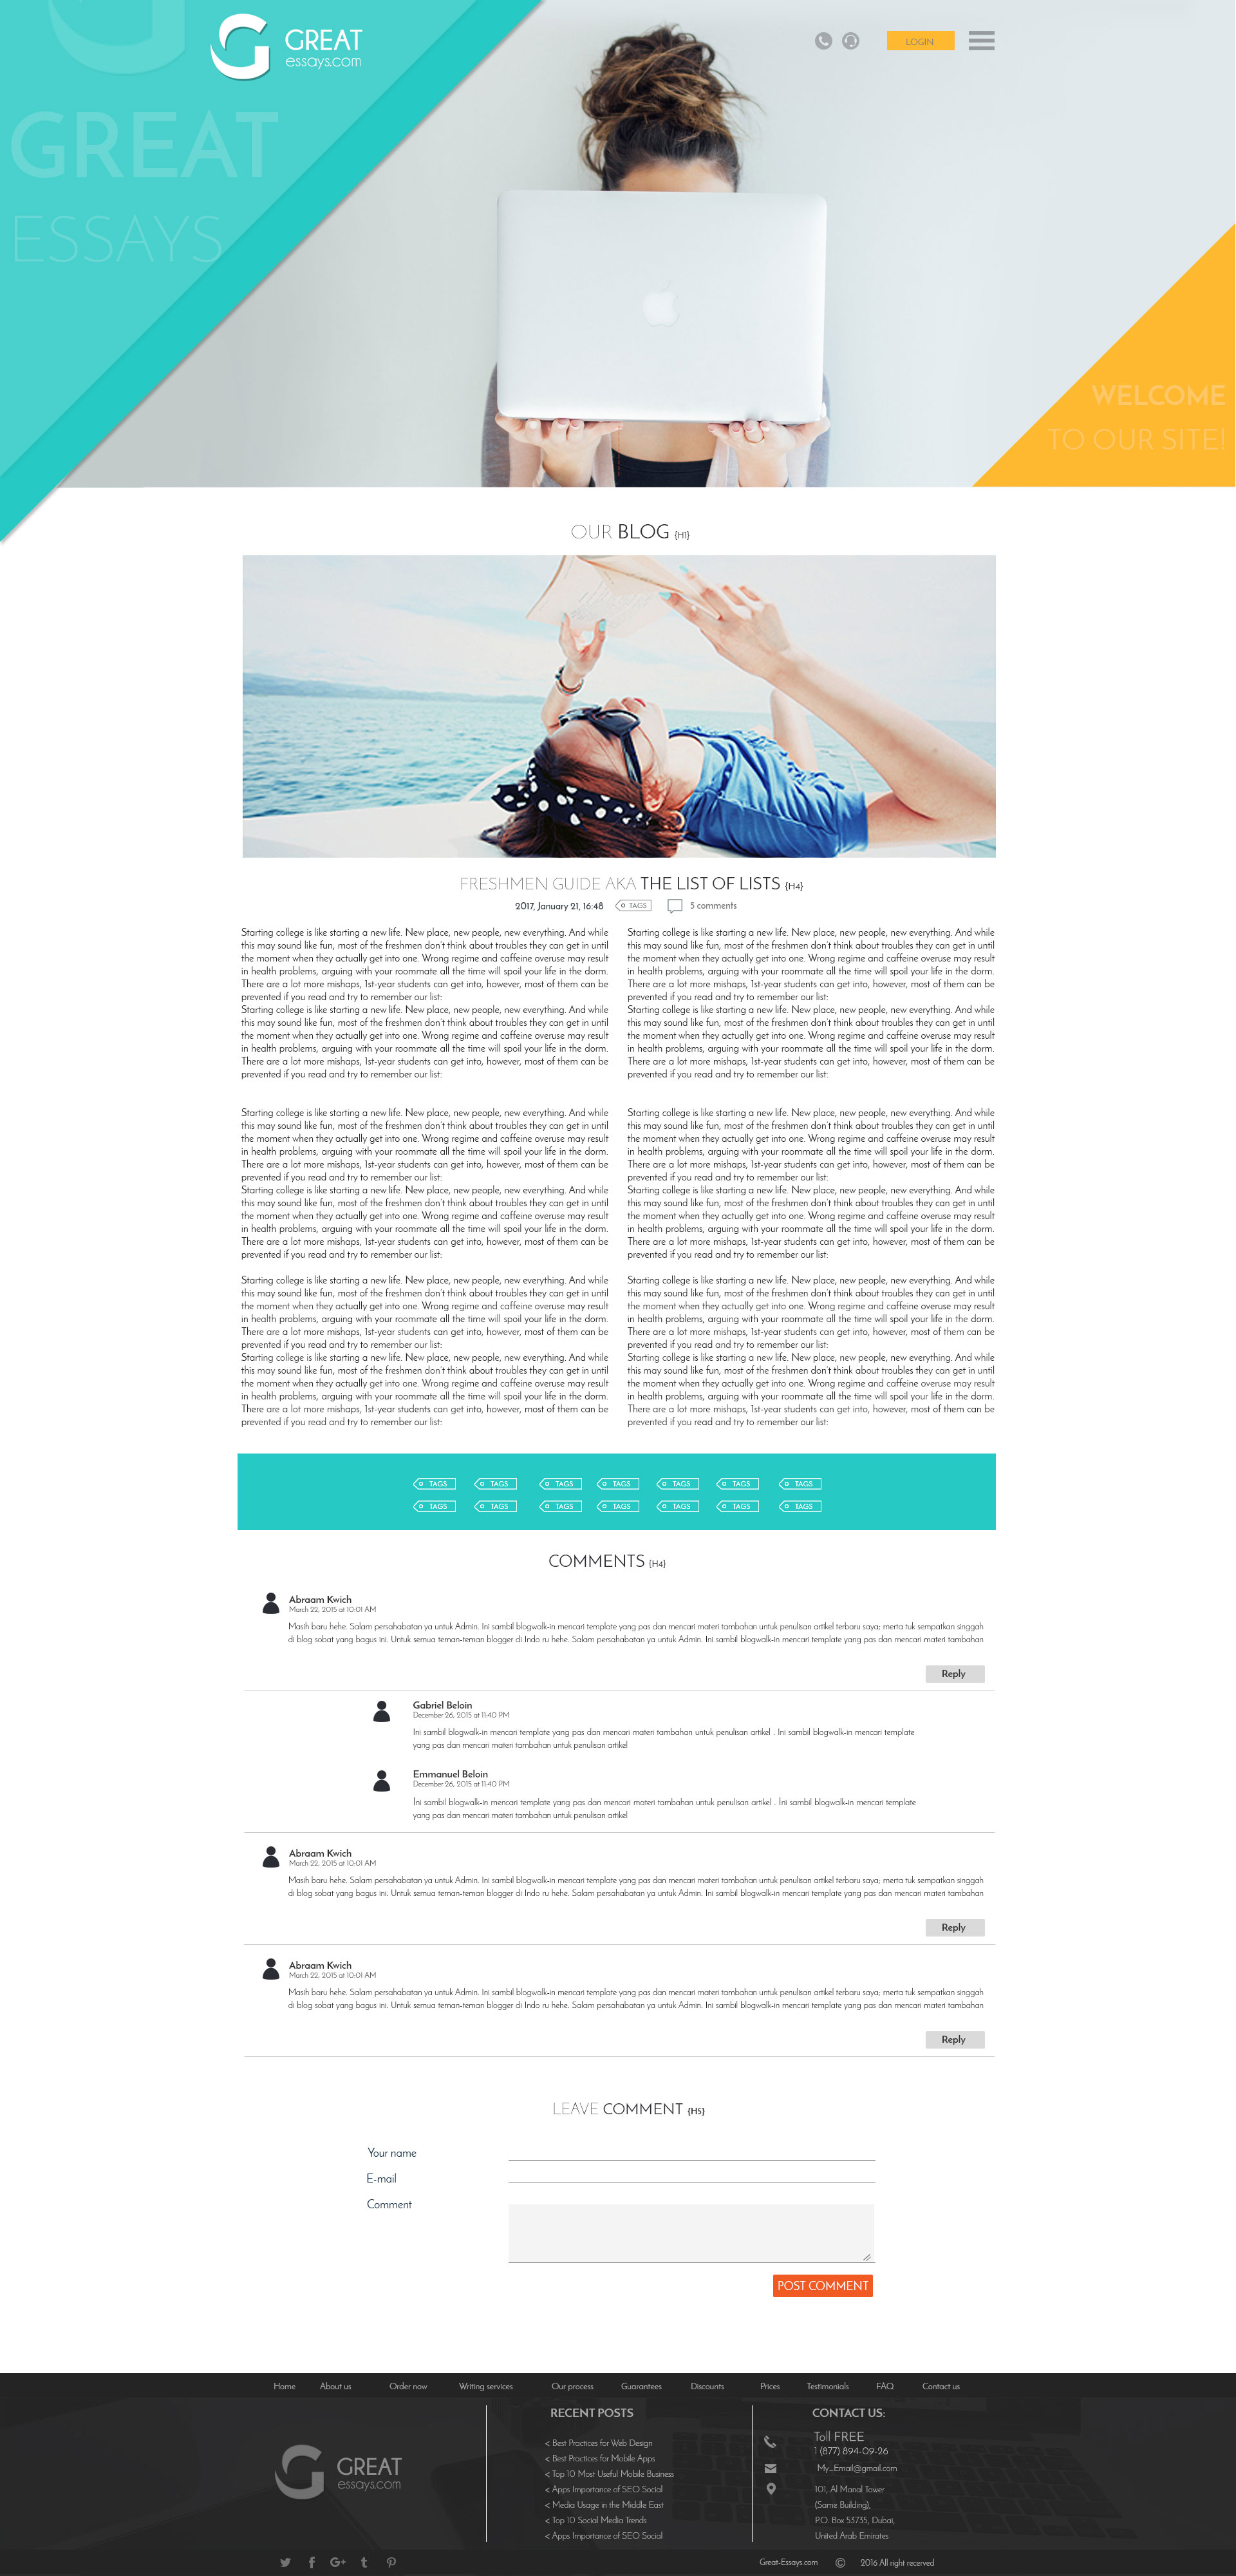 GREAT
essays.com
LOGIN
GREAT
ESSAYS
WELCOME
TO OUR SITE!
OUR BLOG {H1}
FRESHMEN GUIDE AKA THE LIST OF LISTS {H4}
2017, January 21, 16:48 TAGS 5 comments
Starting college is like starting a new life. New place, new people, new everything. And while
this may sound like fun, most of the freshmen don't think about troubles they can get in until
the moment when they actually get into one. Wrong regime and caffeine overuse may result
in health problems, arguing with your roommate all the time will spoil your life in the dorm.
There are a lot more mishaps, 1st-year students can get into, however, most of them can be
prevented if you read and try to remember our list:
Starting college is like starting a new life. New place, new people, new everything. And while
this may sound like fun, most of the freshmen don't think about troubles they can get in until
the moment when they actually get into one. Wrong regime and caffeine overuse may result
in health problems, arguing with your roommate all the time will spoil your life in the dorm.
There are a lot more mishaps, 1st-year students can get into, however, most of them can be
prevented if you read and try to remember our list:
Starting college is like starting a new life. New place, new people, new everything. And while
this may sound like fun, most of the freshmen don't think about troubles they can get in until
the moment when they actually get into one. Wrong regime and caffeine overuse may result
in health problems, arguing with your roommate all the time will spoil your life in the dorm.
There are a lot more mishaps, 1st-year students can get into, however, most of them can be
prevented if you read and try to remember our list:
Starting college is like starting a new life. New place, new people, new everything. And while
this may sound like fun, most of the freshmen don't think about troubles they can get in until
the moment when they actually get into one. Wrong regime and caffeine overuse may result
in health problems, arguing with your roommate all the time will spoil your life in the dorm.
There are a lot more mishaps, 1st-year students can get into, however, most of them can be
prevented if you read and try to remember our list:
Starting college is like starting a new life. New place, new people, new everything. And while
this may sound like fun, most of the freshmen don't think about troubles they can get in until
the moment when they actually get into one. Wrong regime and caffeine overuse may result
in health problems, arguing with your roommate all the time will spoil your life in the dorm.
There are a lot more mishaps, 1st-year students can get into, however, most of them can be
prevented if you read and try to remember our list:
Starting college is like starting a new life. New place, new people, new everything. And while
this may sound like fun, most of the freshmen don't think about troubles they can get in until
the moment when they actually get into one. Wrong regime and caffeine overuse may result
in health problems, arguing with your roommate all the time will spoil your life in the dorm.
There are a lot more mishaps, 1st-year students can get into, however, most of them can be
prevented if you read and try to remember our list:
Starting college is like starting a new life. New place, new people, new everything. And while
this may sound like fun, most of the freshmen don't think about troubles they can get in until
the moment when they actually get into one. Wrong regime and caffeine overuse may result
in health problems, arguing with your roommate all the time will spoil your life in the dorm.
There are a lot more mishaps, 1st-year students can get into, however, most of them can be
prevented if you read and try to remember our list:
Starting college is like starting a new life. New place, new people, new everything. And while
this may sound like fun, most of the freshmen don't think about troubles they can get in until
the moment when they actually get into one. Wrong regime and caffeine overuse may result
in health problems, arguing with your roommate all the time will spoil your life in the dorm.
There are a lot more mishaps, 1st-year students can get into, however, most of them can be
prevented if you read and try to remember our list:
Starting college is like starting a new life. New place, new people, new everything. And while
this may sound like fun, most of the freshmen don't think about troubles they can get in until
the moment when they actually get into one. Wrong regime and caffeine overuse may result
in health problems, arguing with your roommate all the time will spoil your life in the dorm.
There are a lot more mishaps, 1st-year students can get into, however, most of them can be
prevented if you read and try to remember our list:
Starting college is like starting a new life. New place, new people, new everything. And while
this may sound like fun, most of the freshmen don't think about troubles they can get in until
the moment when they actually get into one. Wrong regime and caffeine overuse may result
in health problems, arguing with your roommate all the time will spoil your life in the dorm.
There are a lot more mishaps, 1st-year students can get into, however, most of them can be
prevented if you read and try to remember our list:
Starting college is like starting a new life. New place, new people, new everything. And while
this may sound like fun, most of the freshmen don't think about troubles they can get in until
the moment when they actually get into one. Wrong regime and caffeine overuse may result
in health problems, arguing with your roommate all the time will spoil your life in the dorm.
There are a lot more mishaps, 1st-year students can get into, however, most of them can be
prevented if you read and try to remember our list:
Starting college is like starting a new life. New place, new people, new everything. And while
this may sound like fun, most of the freshmen don't think about troubles they can get in until
the moment when they actually get into one. Wrong regime and caffeine overuse may result
in health problems, arguing with your roommate all the time will spoil your life in the dorm.
There are a lot more mishaps, 1st-year students can get into, however, most of them can be
prevented if you read and try to remember our list:
TAGS TAGS TAGS TAGS TAGS TAGS TAGS
TAGS TAGS TAGS TAGS TAGS TAGS TAGS
COMMENTS {H4}
Abraam Kwich
March 22, 2015 at 10:01 AM
Masih baru hehe. Salam persahabatan ya untuk Admin. Ini sambil blogwalk-in mencari template yang pas dan mencari materi tambahan untuk penulisan artikel terbaru saya; merta tuk sempatkan singgah
di blog sobat yang bagus ini. Untuk semua teman-teman blogger di Indo ru hehe. Salam persahabatan ya untuk Admin. Ini sambil blogwalk-in mencari template yang pas dan mencari materi tambahan
Reply
Gabriel Beloin
December 26, 2015 at 11:40 PM
Ini sambil blogwalk-in mencari template yang pas dan mencari materi tambahan untuk penulisan artikel . Ini sambil blogwalk-in mencari template
yang pas dan mencari materi tambahan untuk penulisan artikel
Emmanuel Beloin
December 26, 2015 at 11:40 PM
Ini sambil blogwalk-in mencari template yang pas dan mencari materi tambahan untuk penulisan artikel . Ini sambil blogwalk-in mencari template
yang pas dan mencari materi tambahan untuk penulisan artikel
Abraam Kwich
March 22, 2015 at 10:01 AM
Masih baru hehe. Salam persahabatan ya untuk Admin. Ini sambil blogwalk-in mencari template yang pas dan mencari materi tambahan untuk penulisan artikel terbaru saya; merta tuk sempatkan singgah
di blog sobat yang bagus ini. Untuk semua teman-teman blogger di Indo ru hehe. Salam persahabatan ya untuk Admin. Ini sambil blogwalk-in mencari template yang pas dan mencari materi tambahan
Reply
Abraam Kwich
March 22, 2015 at 10:01 AM
Masih baru hehe. Salam persahabatan ya untuk Admin. Ini sambil blogwalk-in mencari template yang pas dan mencari materi tambahan untuk penulisan artikel terbaru saya; merta tuk sempatkan singgah
di blog sobat yang bagus ini. Untuk semua teman-teman blogger di Indo ru hehe. Salam persahabatan ya untuk Admin. Ini sambil blogwalk-in mencari template yang pas dan mencari materi tambahan
Reply
LEAVE COMMENT {H5}
Your name
E-mail
Comment
POST COMMENT
Home About us Order now Writing services Our process Guarantees Discounts Prices Testimonials FAQ Contact us
GREAT
essays.com
RECENT POSTS
< Best Practices for Web Design
< Best Practices for Mobile Apps
< Top 10 Most Useful Mobile Business
< Apps Importance of SEO Social
< Media Usage in the Middle East
< Top 10 Social Media Trends
< Apps Importance of SEO Social
CONTACT US:
Toll FREE
1 (877) 894-09-26
My_Email@gmail.com
101, Al Manal Tower
(Same Building),
P.O. Box 53735, Dubai,
United Arab Emirates
Great-Essays.com © 2016 All right recerved